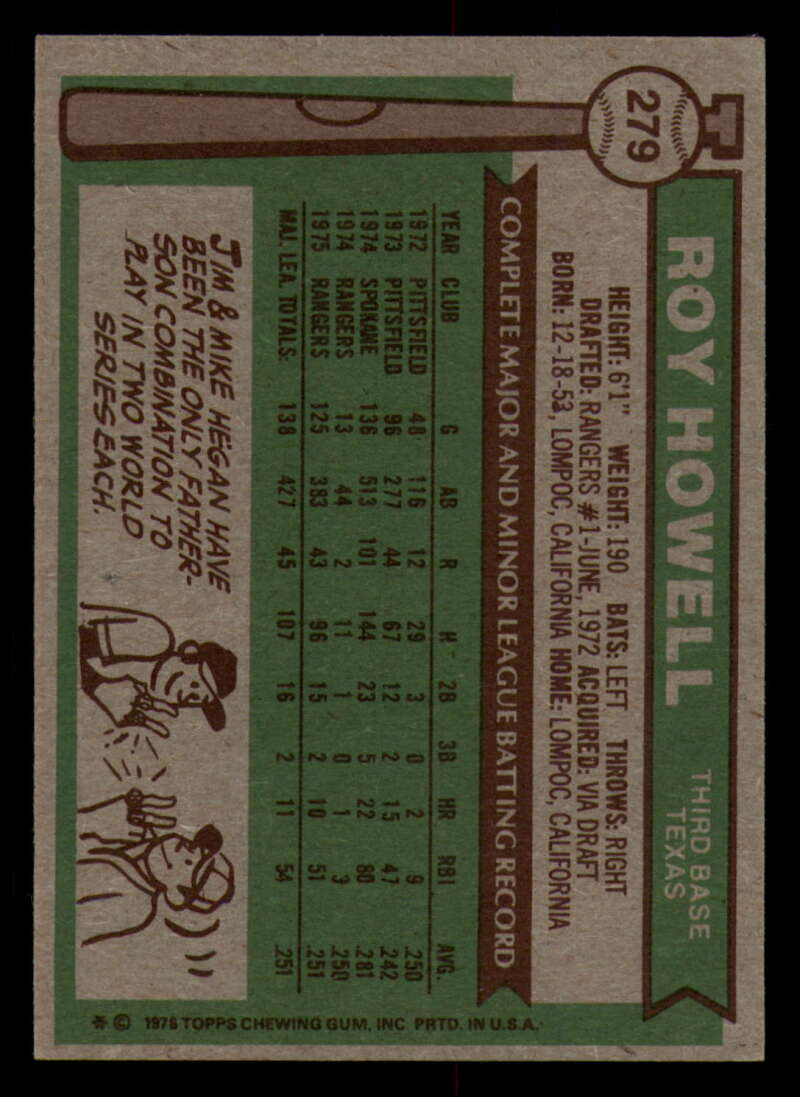 279
ROY HOWELL
THIRD BASE
TEXAS
HEIGHT: 6'1" WEIGHT: 190 BATS: LEFT THROWS: RIGHT
DRAFTED: RANGERS #1-JUNE, 1972 ACQUIRED: VIA DRAFT
BORN: 12-18-53, LOMPOC, CALIFORNIA HOME: LOMPOC, CALIFORNIA
COMPLETE MAJOR AND MINOR LEAGUE BATTING RECORD
YEAR CLUB G AB R H 2B 3B HR RBI AVG.
1972 PITTSFIELD 48 116 12 29 3 0 2 9 .250
1973 PITTSFIELD 96 277 44 67 12 2 15 47 .242
1974 SPOKANE 136 513 101 144 23 5 22 80 .281
1974 RANGERS 13 44 2 11 1 0 1 3 .250
1975 RANGERS 125 383 43 96 15 2 10 51 .251
MAJ. LEA. TOTALS: 138 427 45 107 16 2 11 54 .251
JIM & MIKE HEGAN HAVE
BEEN THE ONLY FATHER-
SON COMBINATION TO
PLAY IN TWO WORLD
SERIES EACH.
* © 1976 TOPPS CHEWING GUM, INC PRTD. IN U.S.A.